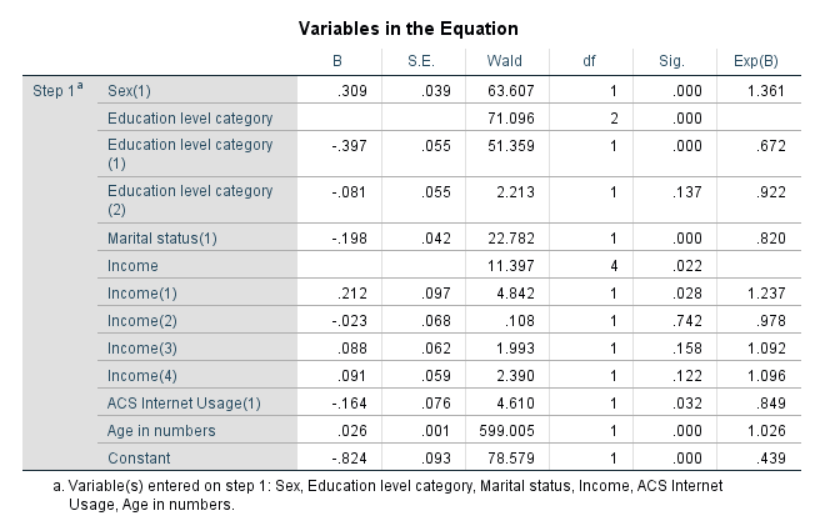 Variables in the Equation
B S.E. Wald df Sig. Exp(B)
Step 1a Sex(1) .309 .039 63.607 1 .000 1.361
Education level category 71.096 2 .000
Education level category
(1) -.397 .055 51.359 1 .000 .672
Education level category
(2) -.081 .055 2.213 1 .137 .922
Marital status(1) -.198 .042 22.782 1 .000 .820
Income 11.397 4 .022
Income(1) .212 .097 4.842 1 .028 1.237
Income(2) -.023 .068 .108 1 .742 .978
Income(3) .088 .062 1.993 1 .158 1.092
Income(4) .091 .059 2.390 1 .122 1.096
ACS Internet Usage(1) -.164 .076 4.610 1 .032 .849
Age in numbers .026 .001 599.005 1 .000 1.026
Constant -.824 .093 78.579 1 .000 .439
a. Variable(s) entered on step 1: Sex, Education level category, Marital status, Income, ACS Internet
Usage, Age in numbers.